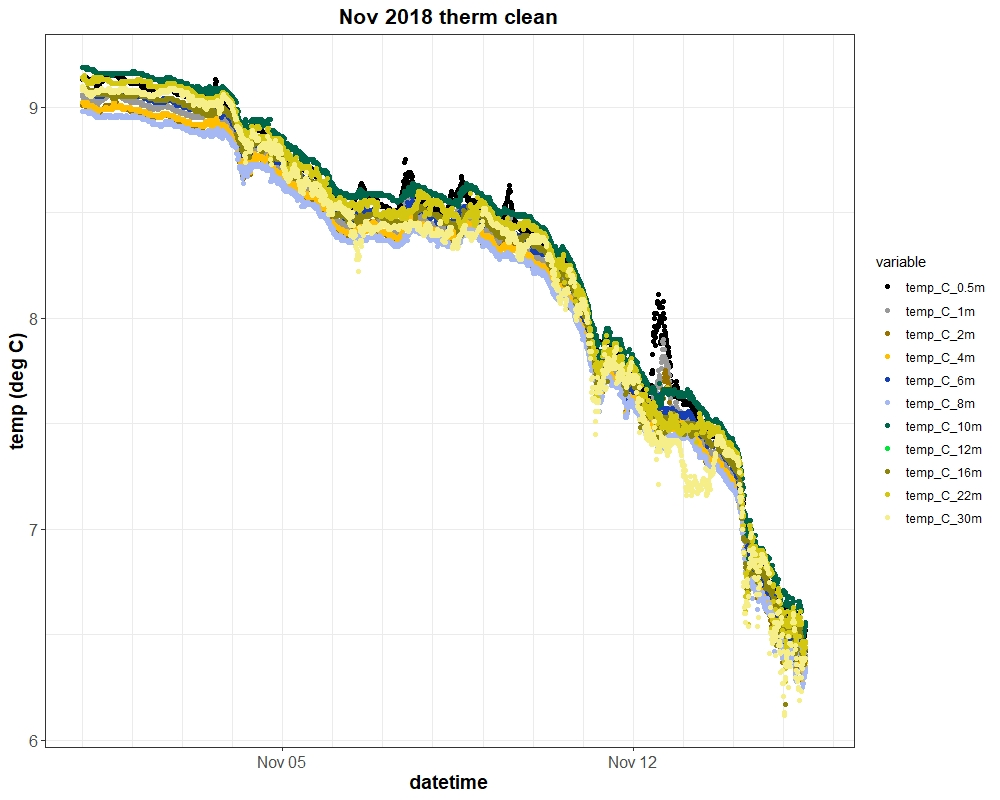 Nov 2018 therm clean
temp (deg C)
9
8
7
6
Nov 05
Nov 12
datetime
variable
temp_C_0.5m
temp_C_1m
temp_C_2m
temp_C_4m
temp_C_6m
temp_C_8m
temp_C_10m
temp_C_12m
temp_C_16m
temp_C_22m
temp_C_30m